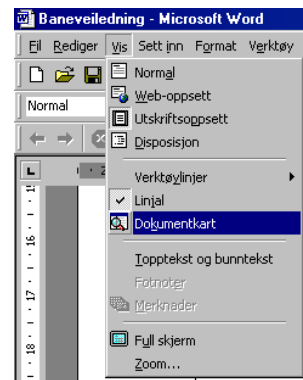 Baneveiledning - Microsoft Word
Fil Rediger Vis Sett inn Format Verktøy
Normal
Normal
Web-oppsett
Utskriftsoppsett
Disposisjon
Verktøylinjer
Linjal
Dokumentkart
Topptekst og bunntekst
Fotnoter
Merknader
Full skjerm
Zoom...
L
2
16
17
18